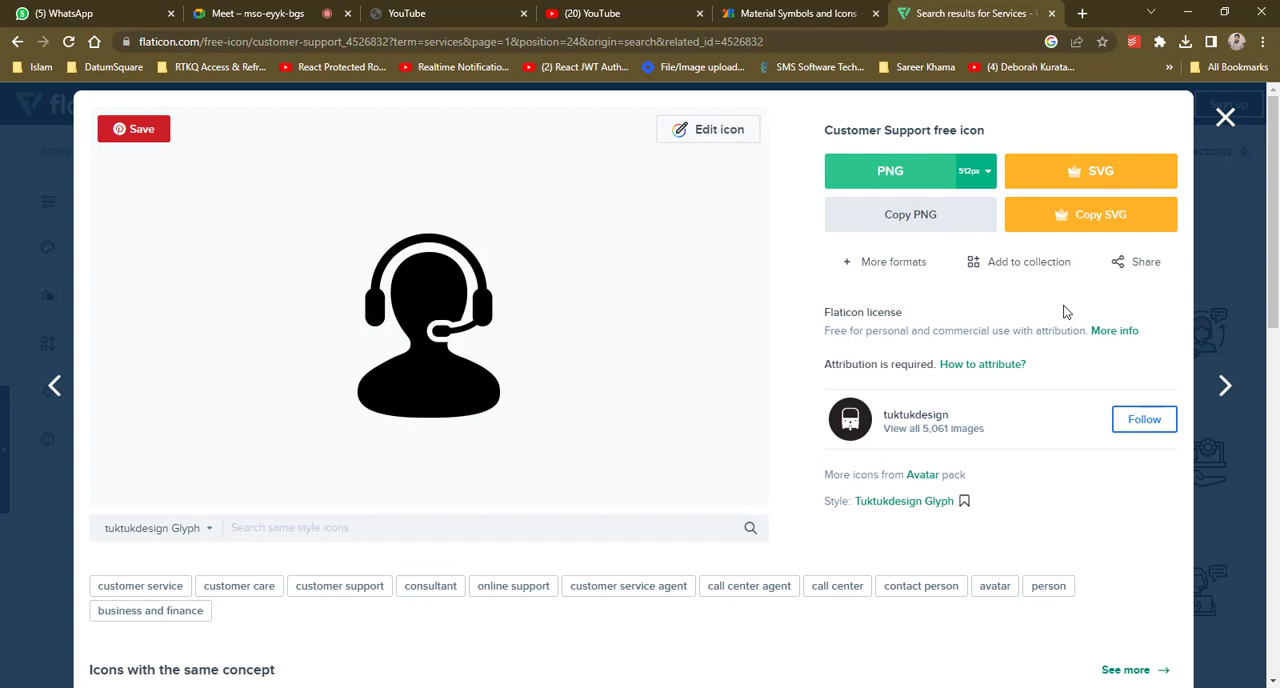 (5) WhatsApp
Meet – mso-eyyk-bgs
YouTube
(20) YouTube
Material Symbols and Icons
Search results for Services -
flaticon.com/free-icon/customer-support_4526832?term=services&page=1&position=24&origin=search&related_id=4526832
Islam
DatumSquare
RTKQ Access & Refr...
React Protected Ro...
Realtime Notificatio...
(2) React JWT Auth...
File/Image upload...
SMS Software Tech...
Sareer Khama
(4) Deborah Kurata...
»
All Bookmarks
Save
Edit icon
Customer Support free icon
PNG
512px
SVG
Copy PNG
Copy SVG
+ More formats
Add to collection
Share
Flaticon license
Free for personal and commercial use with attribution. More info
Attribution is required. How to attribute?
tuktukdesign
View all 5,061 images
Follow
More icons from Avatar pack
Style: Tuktukdesign Glyph
tuktukdesign Glyph
Search same style icons
customer service
customer care
customer support
consultant
online support
customer service agent
call center agent
call center
contact person
avatar
person
business and finance
Icons with the same concept
See more